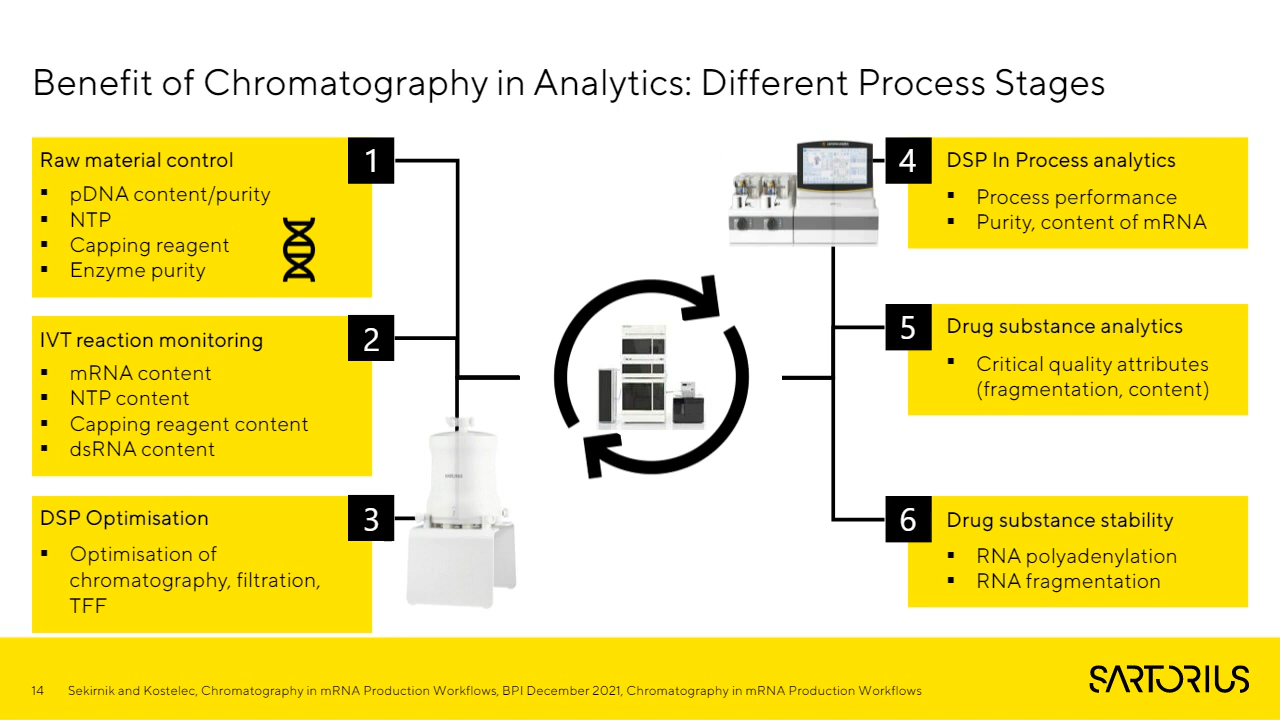 Benefit of Chromatography in Analytics: Different Process Stages
Raw material control
1
▪ pDNA content/purity
▪ NTP
▪ Capping reagent
▪ Enzyme purity
IVT reaction monitoring
2
▪ mRNA content
▪ NTP content
▪ Capping reagent content
▪ dsRNA content
DSP Optimisation
3
▪ Optimisation of
chromatography, filtration,
TFF
4
DSP In Process analytics
▪ Process performance
▪ Purity, content of mRNA
5
Drug substance analytics
▪ Critical quality attributes
(fragmentation, content)
6
Drug substance stability
▪ RNA polyadenylation
▪ RNA fragmentation
14 Sekirnik and Kostelec, Chromatography in mRNA Production Workflows, BPI December 2021, Chromatography in mRNA Production Workflows
SARTORIUS